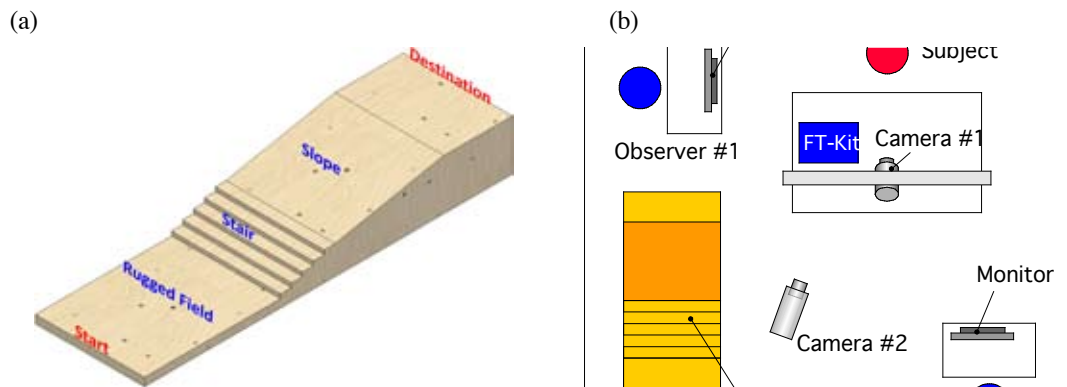 (a)
Destination
Slope
Stair
Rugged Field
Start
(b)
Subject
Observer #1
FT-Kit
Camera #1
Monitor
Camera #2